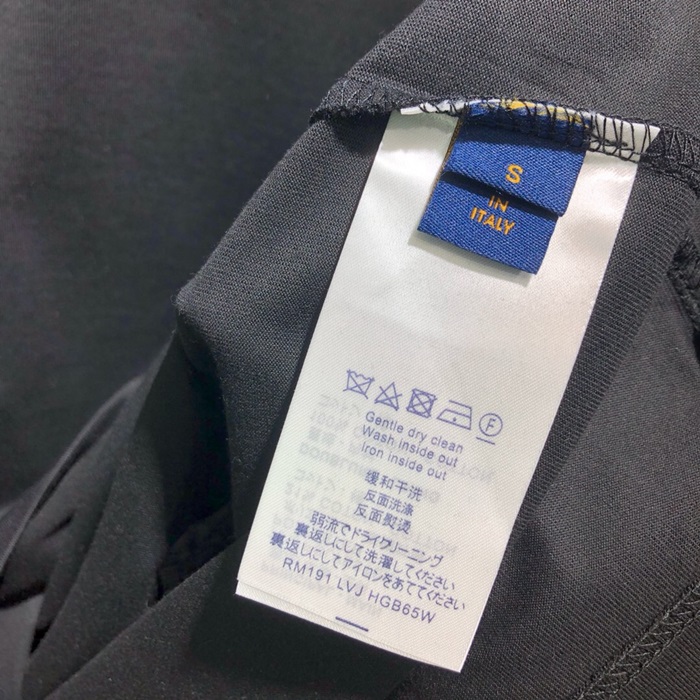 S
IN
ITALY
Gentle dry clean
Wash inside out
Iron inside out
缓和干洗
反面洗涤
反面熨烫
弱流でドライクリーニング
裏返しにして洗濯してください
裏返しにしてアイロンをあててください
RM191 LVJ HGB65W
F